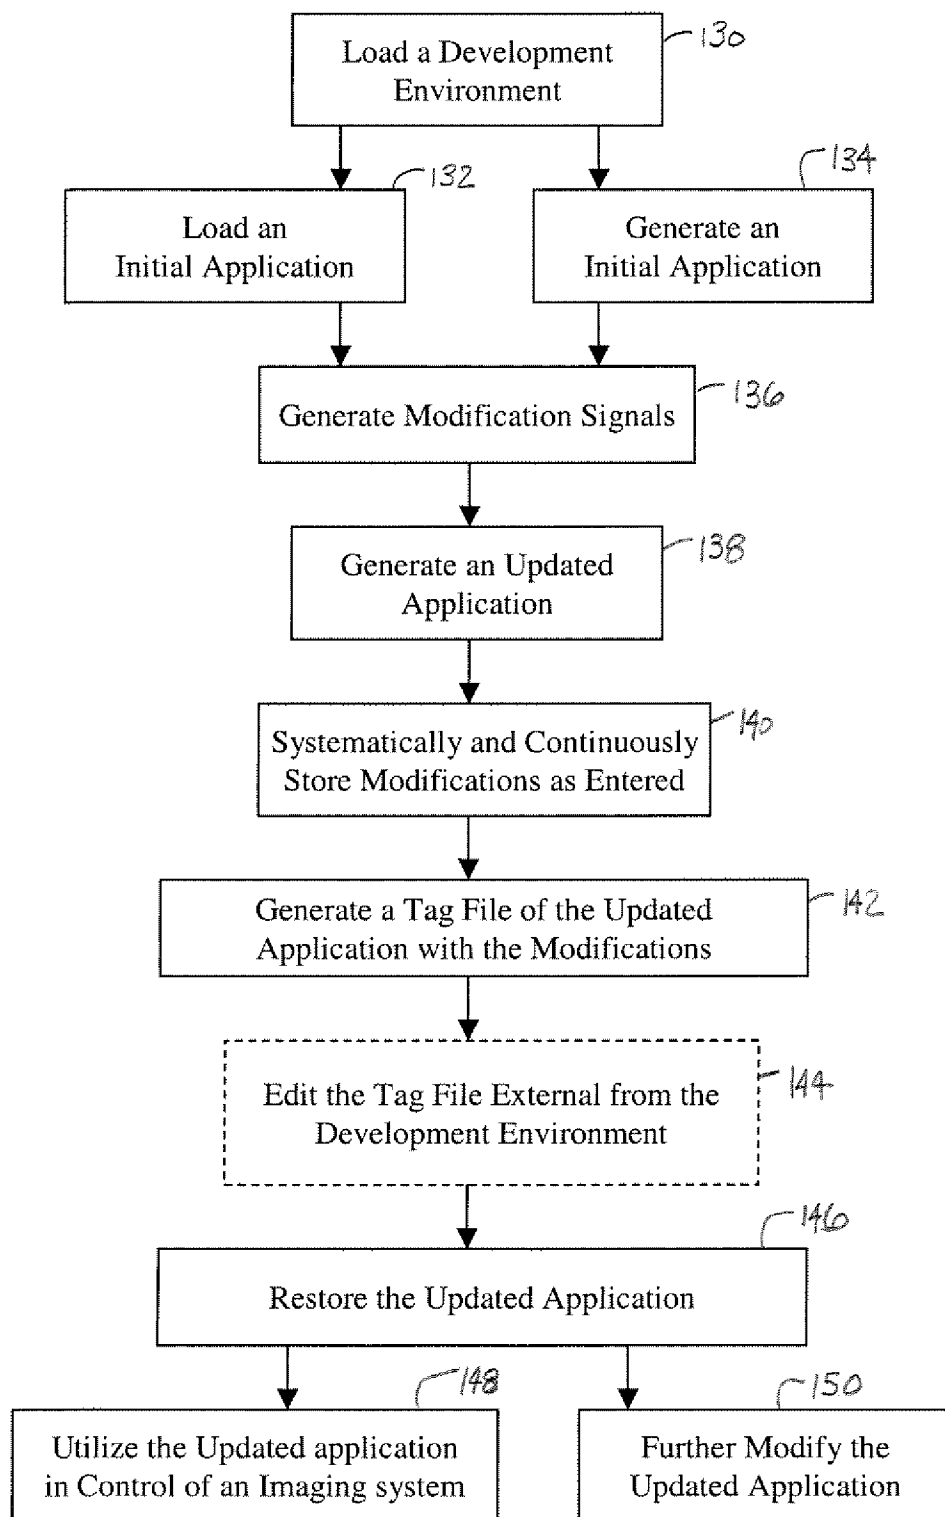 Load a Development
Environment
130
132
134
Load an
Initial Application
Generate an
Initial Application
136
Generate Modification Signals
138
Generate an Updated
Application
140
Systematically and Continuously
Store Modifications as Entered
142
Generate a Tag File of the Updated
Application with the Modifications
144
Edit the Tag File External from the
Development Environment
146
Restore the Updated Application
148
150
Utilize the Updated application
in Control of an Imaging system
Further Modify the
Updated Application